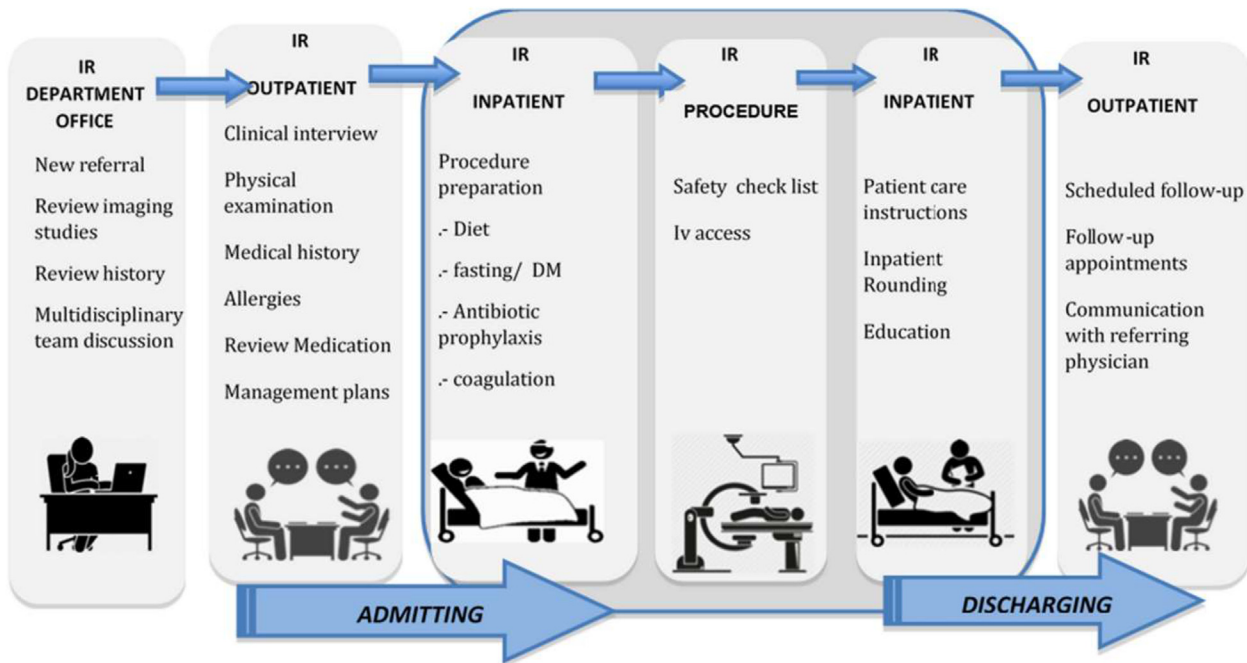 IR
DEPARTMENT
OFFICE
New referral
Review imaging
studies
Review history
Multidisciplinary
team discussion
IR
OUTPATIENT
Clinical interview
Physical
examination
Medical history
Allergies
Review Medication
Management plans
IR
INPATIENT
Procedure
preparation
.- Diet
.- fasting/ DM
.- Antibiotic
prophylaxis
.- coagulation
IR
PROCEDURE
Safety check list
Iv access
IR
INPATIENT
Patient care
instructions
Inpatient
Rounding
Education
IR
OUTPATIENT
Scheduled follow-up
Follow-up
appointments
Communication
with referring
physician
ADMITTING
DISCHARGING